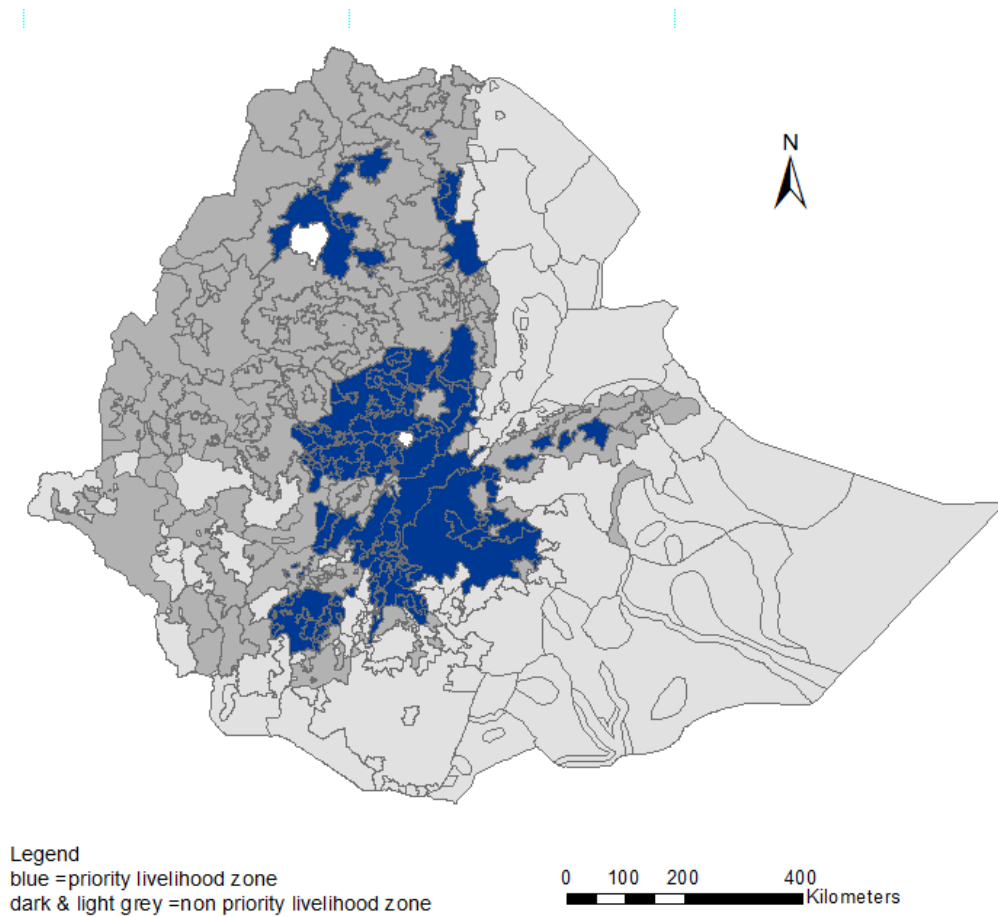 N
Legend
blue =priority livelihood zone
dark & light grey =non priority livelihood zone
0 100 200 400
Kilometers